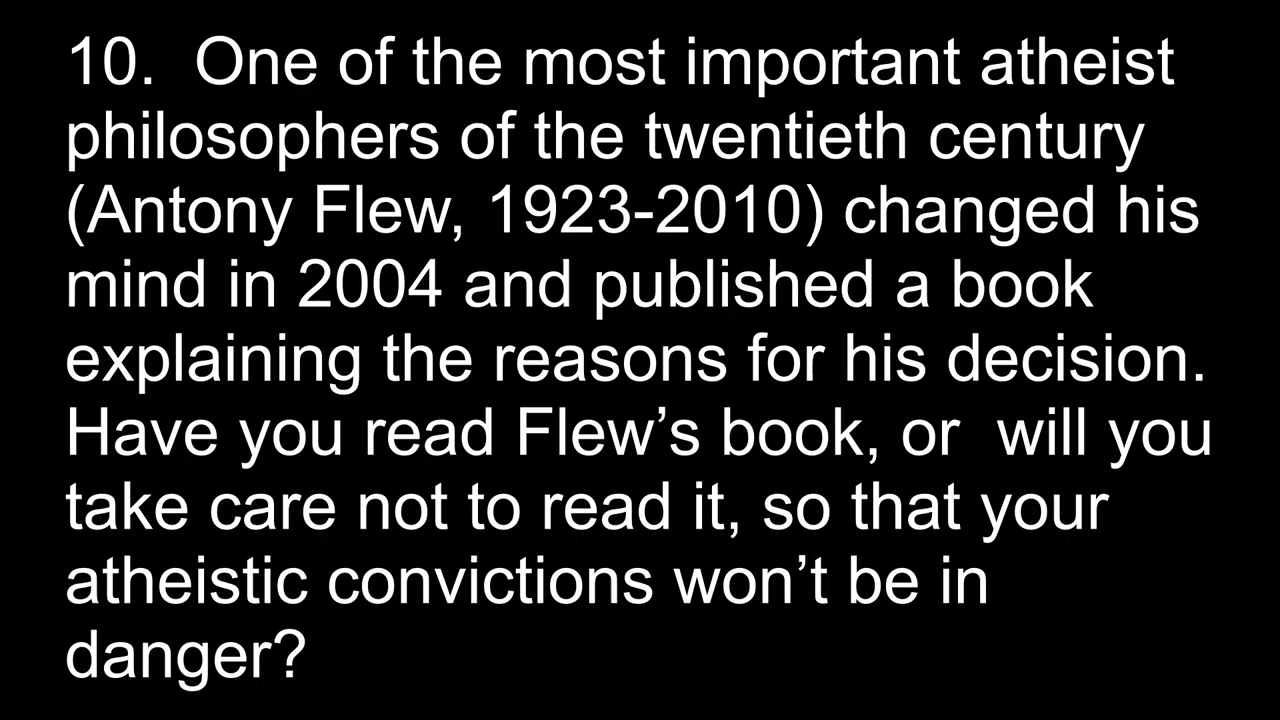 10.  One of the most important atheist
philosophers of the twentieth century
(Antony Flew, 1923-2010) changed his
mind in 2004 and published a book
explaining the reasons for his decision.
Have you read Flew’s book, or  will you
take care not to read it, so that your
atheistic convictions won’t be in
danger?